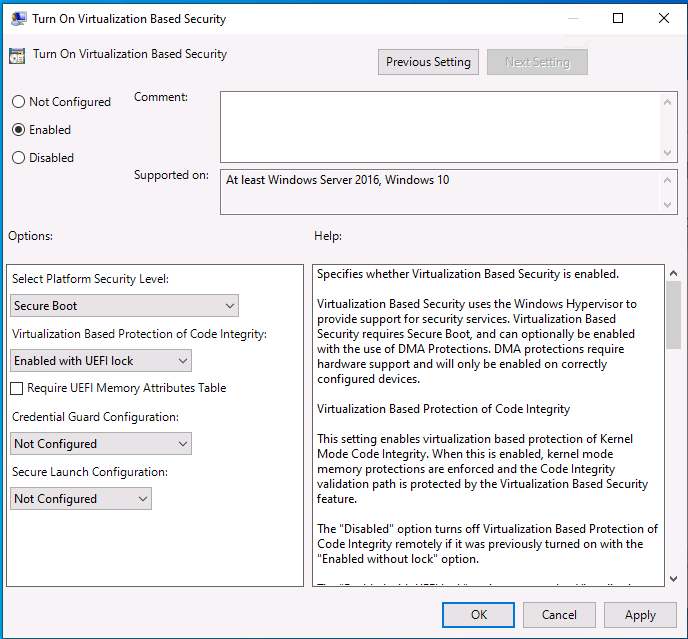 Turn On Virtualization Based Security
Turn On Virtualization Based Security
Previous Setting
Next Setting
Not Configured
Enabled
Disabled
Comment:
Supported on:
At least Windows Server 2016, Windows 10
Options:
Help:
Select Platform Security Level:
Secure Boot
Virtualization Based Protection of Code Integrity:
Enabled with UEFI lock
Require UEFI Memory Attributes Table
Credential Guard Configuration:
Not Configured
Secure Launch Configuration:
Not Configured
Specifies whether Virtualization Based Security is enabled.
Virtualization Based Security uses the Windows Hypervisor to
provide support for security services. Virtualization Based
Security requires Secure Boot, and can optionally be enabled
with the use of DMA Protections. DMA protections require
hardware support and will only be enabled on correctly
configured devices.
Virtualization Based Protection of Code Integrity
This setting enables virtualization based protection of Kernel
Mode Code Integrity. When this is enabled, kernel mode
memory protections are enforced and the Code Integrity
validation path is protected by the Virtualization Based Security
feature.
The "Disabled" option turns off Virtualization Based Protection of
Code Integrity remotely if it was previously turned on with the
"Enabled without lock" option.
OK
Cancel
Apply